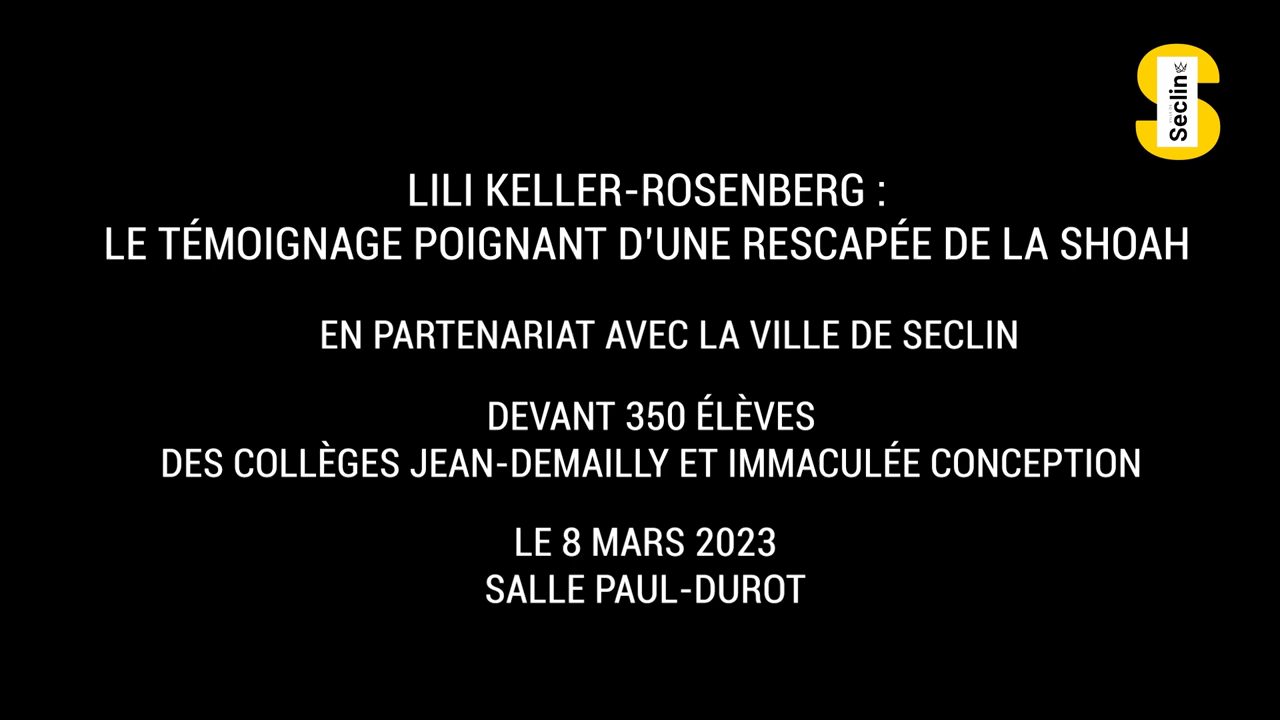 Seclin
LILI KELLER-ROSENBERG :
LE TÉMOIGNAGE POIGNANT D'UNE RESCAPÉE DE LA SHOAH
EN PARTENARIAT AVEC LA VILLE DE SECLIN
DEVANT 350 ÉLÈVES
DES COLLÈGES JEAN-DEMAILLY ET IMMACULÉE CONCEPTION
LE 8 MARS 2023
SALLE PAUL-DUROT